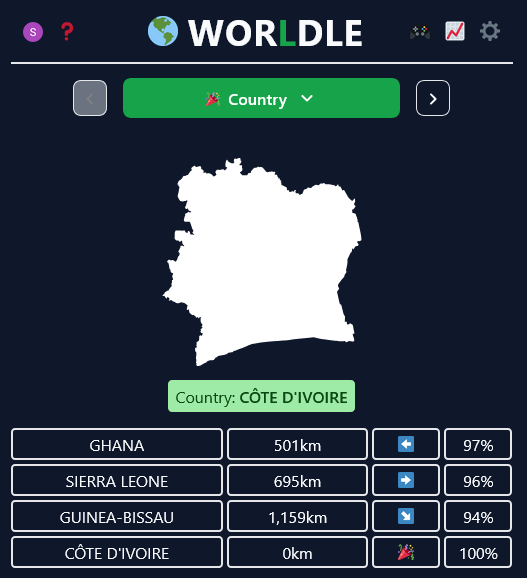 S ? WORLDLE
Country
Country: CÔTE D'IVOIRE
GHANA 501km 97%
SIERRA LEONE 695km 96%
GUINEA-BISSAU 1,159km 94%
CÔTE D'IVOIRE 0km 100%